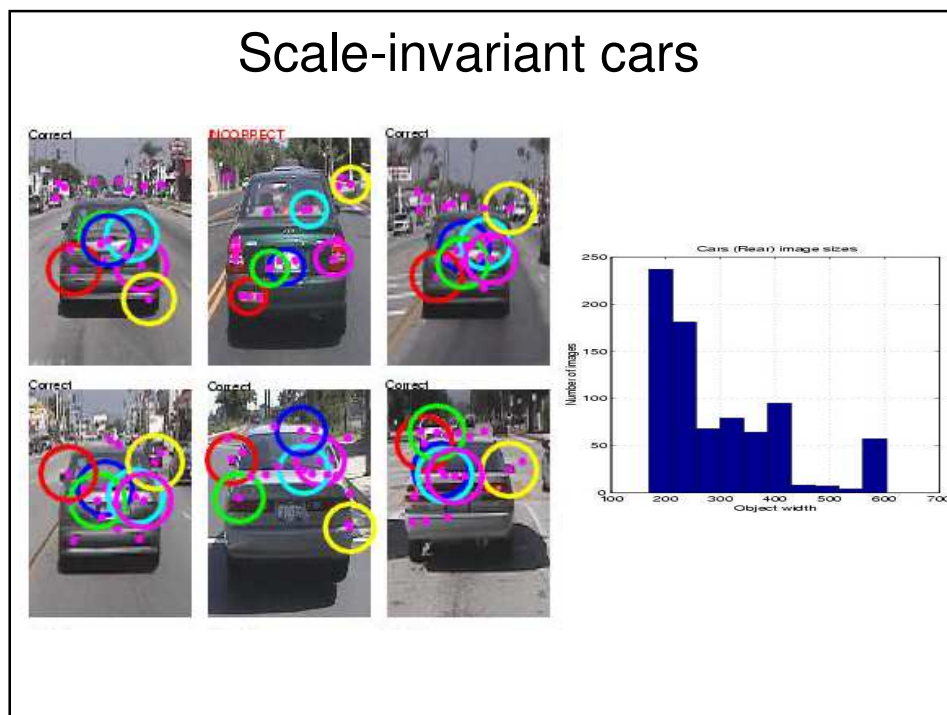 Scale-invariant cars
Correct
INCORRECT
Correct
Correct
Correct
Correct
Cars (Rear) image sizes
Number of images
250
200
150
100
50
0
100
200
300
400
500
600
700
Object width